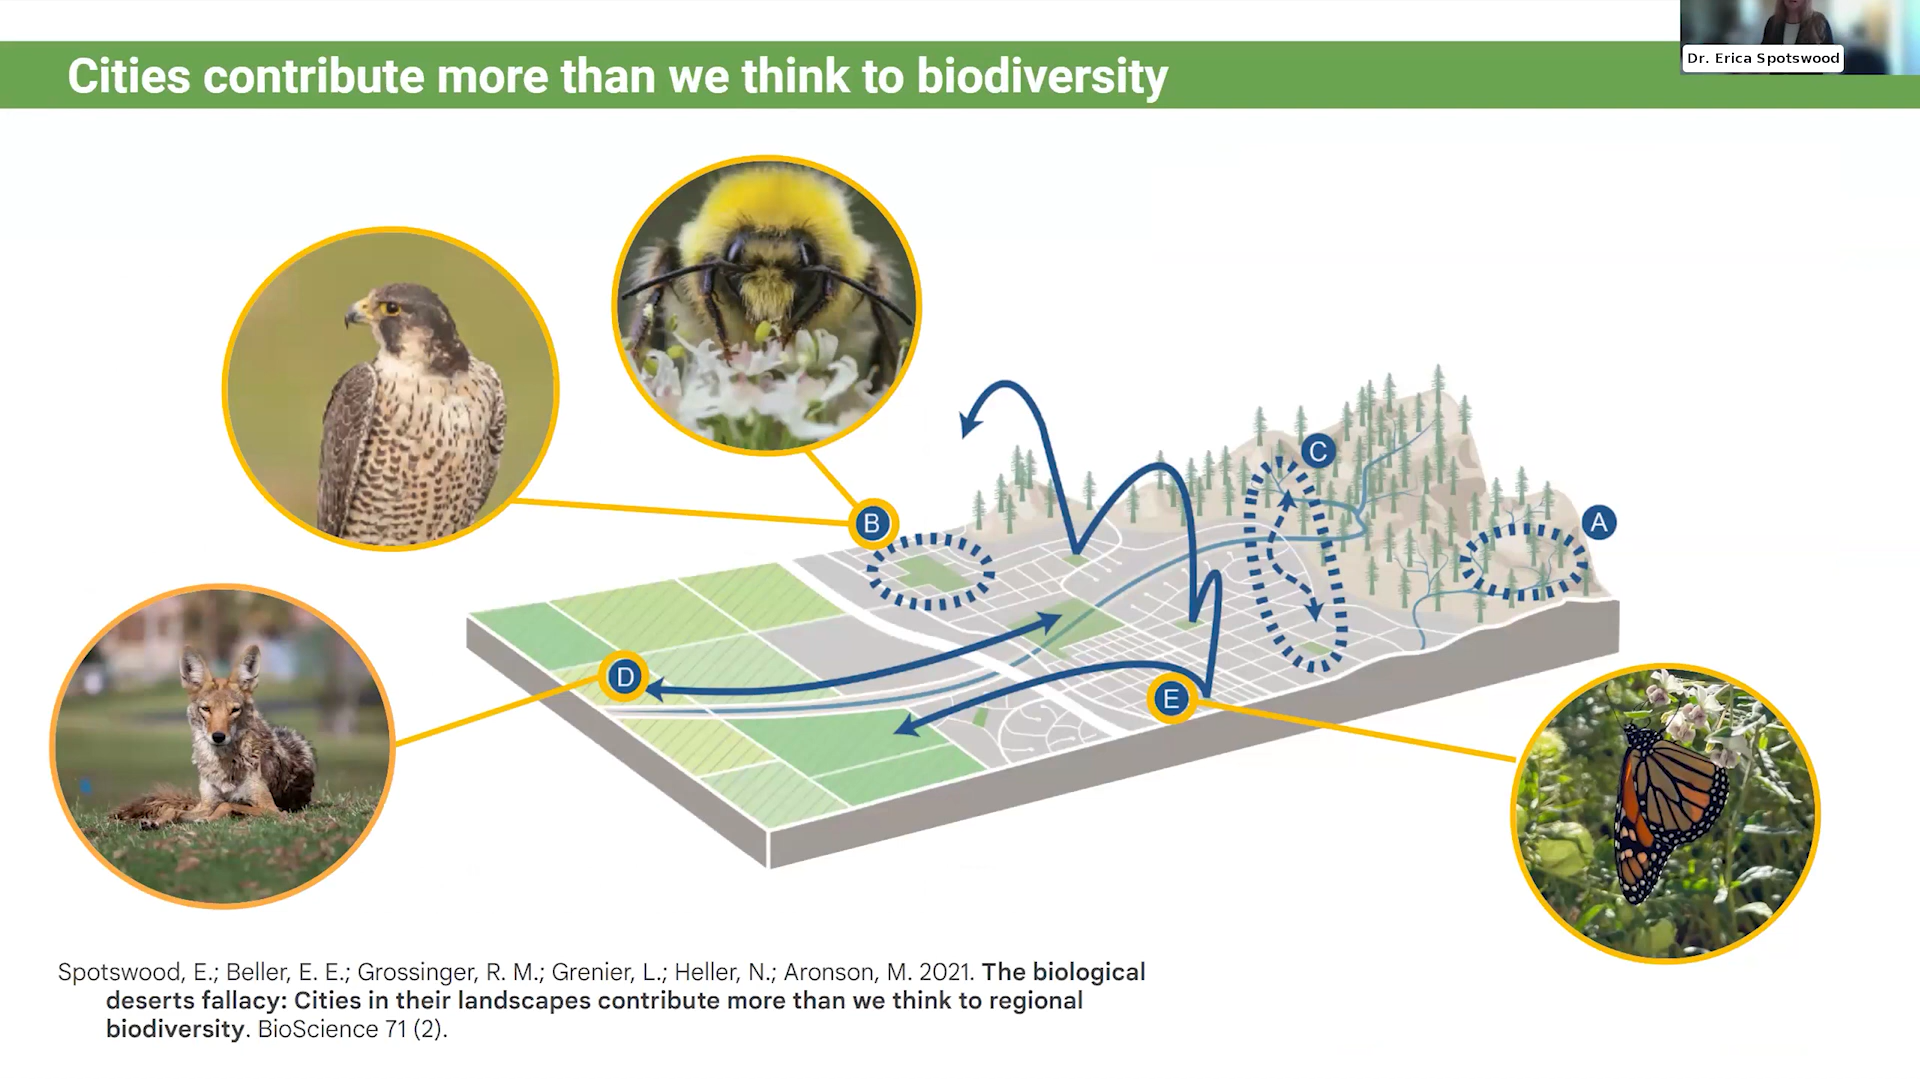 Cities contribute more than we think to biodiversity
Dr. Erica Spotswood
B
C
A
D
E
Spotswood, E.; Beller, E. E.; Grossinger, R. M.; Grenier, L.; Heller, N.; Aronson, M. 2021. The biological
deserts fallacy: Cities in their landscapes contribute more than we think to regional
biodiversity. BioScience 71 (2).